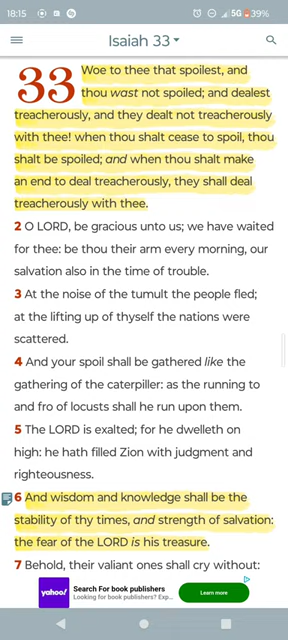 18:15 5G 39%
Isaiah 33
33 Woe to thee that spoilest, and
thou wast not spoiled; and dealest
treacherously, and they dealt not treacherously
with thee! when thou shalt cease to spoil, thou
shalt be spoiled; and when thou shalt make
an end to deal treacherously, they shall deal
treacherously with thee.
2 O LORD, be gracious unto us; we have waited
for thee: be thou their arm every morning, our
salvation also in the time of trouble.
3 At the noise of the tumult the people fled;
at the lifting up of thyself the nations were
scattered.
4 And your spoil shall be gathered like the
gathering of the caterpiller: as the running to
and fro of locusts shall he run upon them.
5 The LORD is exalted; for he dwelleth on
high: he hath filled Zion with judgment and
righteousness.
6 And wisdom and knowledge shall be the
stability of thy times, and strength of salvation:
the fear of the LORD is his treasure.
7 Behold, their valiant ones shall cry without:
yahoo!
Search For book publishers
Looking for book publishers? Exp...
Learn more